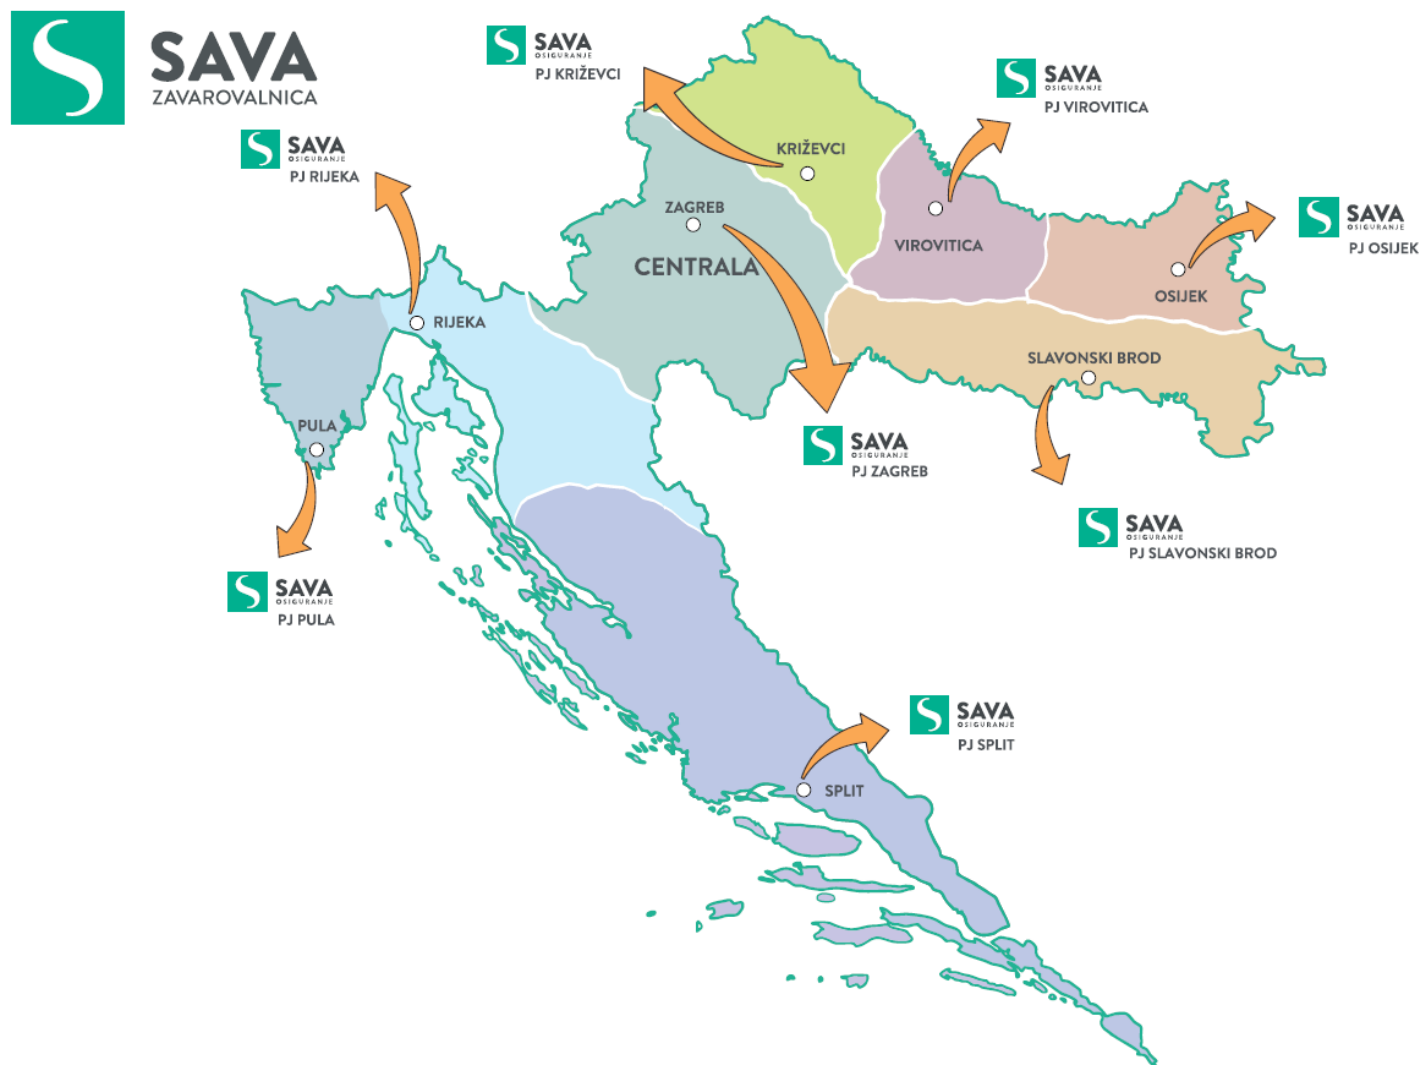 SAVA
ZAVAROVALNICA
SAVA
OSIGURANJE
PJ KRIŽEVCI
SAVA
OSIGURANJE
PJ VIROVITICA
SAVA
OSIGURANJE
PJ RIJEKA
KRIŽEVCI
ZAGREB
CENTRALA
VIROVITICA
SAVA
OSIGURANJE
PJ OSIJEK
OSIJEK
RIJEKA
SLAVONSKI BROD
PULA
SAVA
OSIGURANJE
PJ ZAGREB
SAVA
OSIGURANJE
PJ SLAVONSKI BROD
SAVA
OSIGURANJE
PJ PULA
SAVA
OSIGURANJE
PJ SPLIT
SPLIT